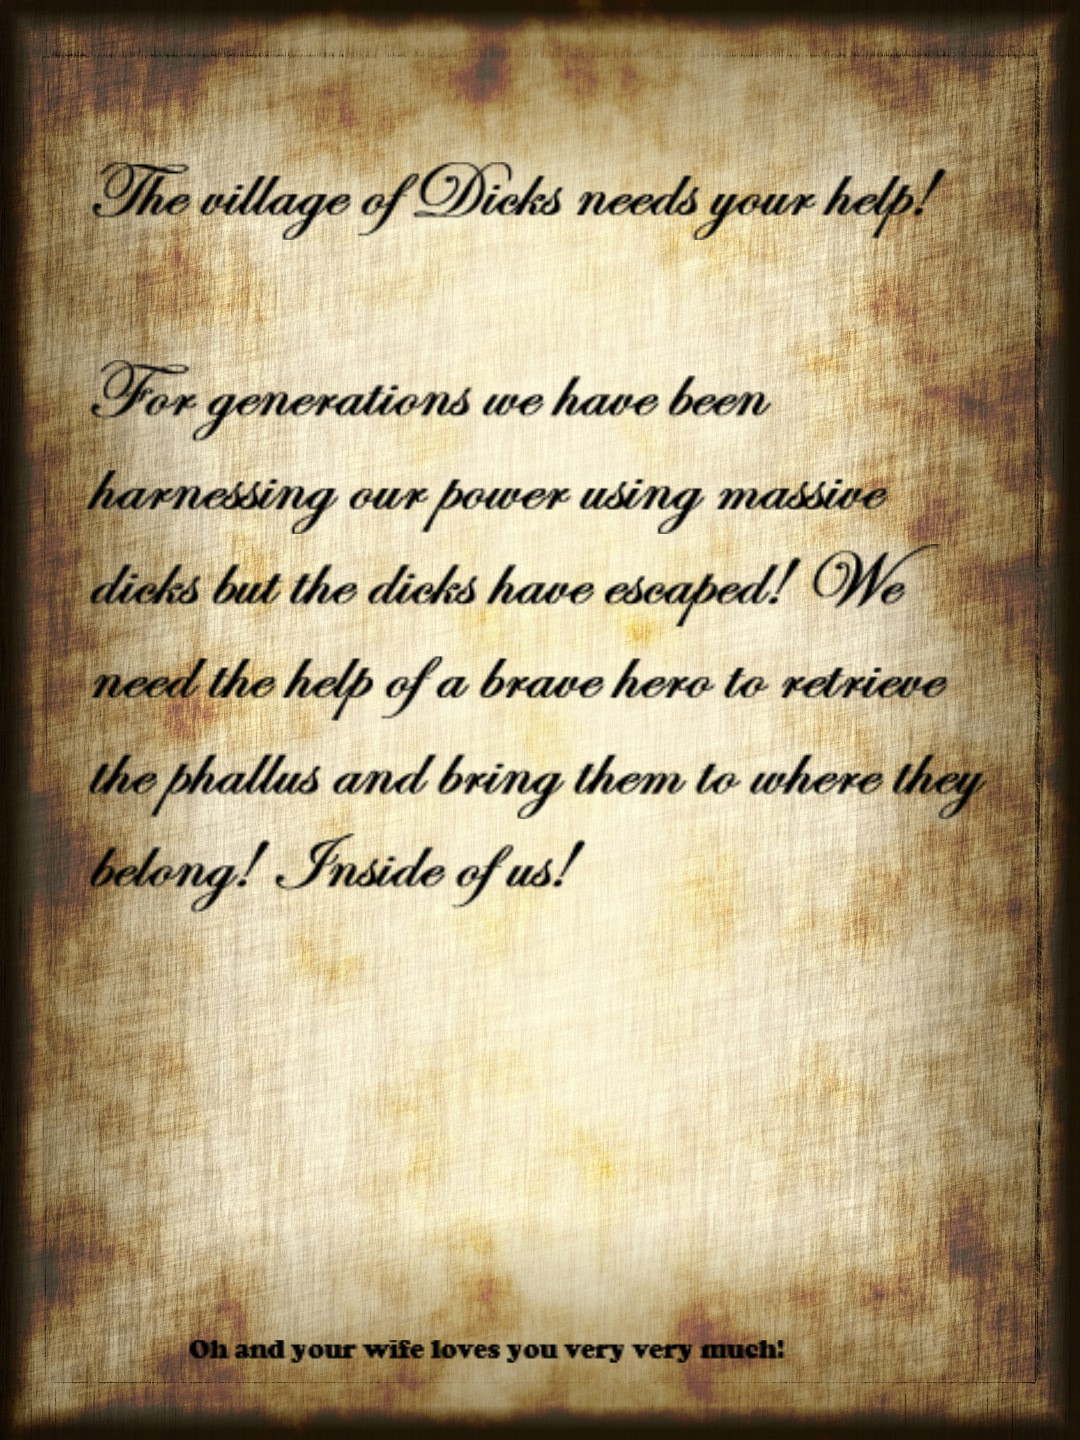 The village of Dicks needs your help!
For generations we have been
harnessing our power using massive
dicks but the dicks have escaped! We
need the help of a brave hero to retrieve
the phallus and bring them to where they
belong! Inside of us!
Oh and your wife loves you very very much!